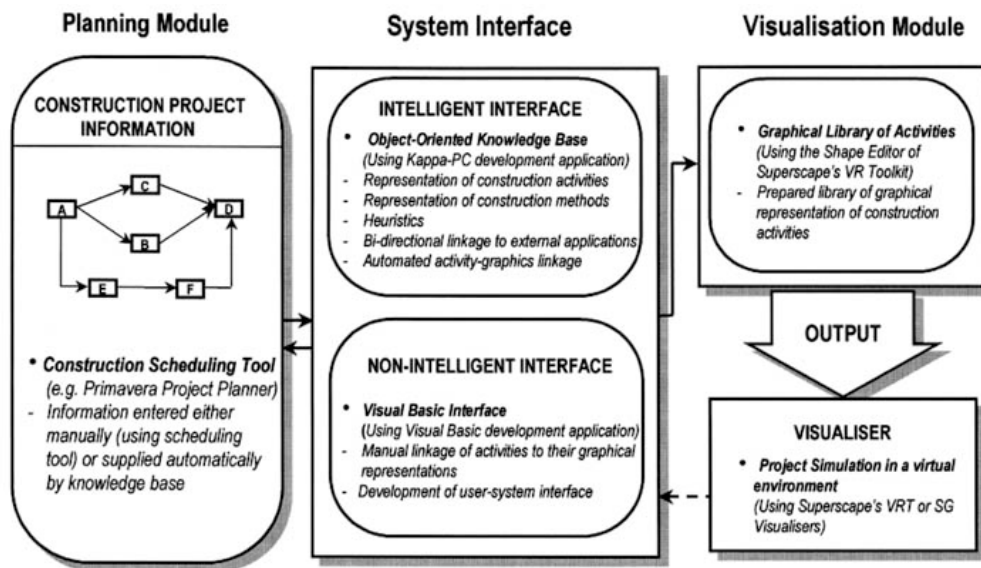 Planning Module
CONSTRUCTION PROJECT
INFORMATION
C
A
D
B
E
F
• Construction Scheduling Tool
(e.g. Primavera Project Planner)
- Information entered either
manually (using scheduling
tool) or supplied automatically
by knowledge base
System Interface
INTELLIGENT INTERFACE
• Object-Oriented Knowledge Base
(Using Kappa-PC development application)
- Representation of construction activities
- Representation of construction methods
- Heuristics
- Bi-directional linkage to external applications
- Automated activity-graphics linkage
NON-INTELLIGENT INTERFACE
• Visual Basic Interface
(Using Visual Basic development application)
- Manual linkage of activities to their graphical
representations
- Development of user-system interface
Visualisation Module
• Graphical Library of Activities
(Using the Shape Editor of
Superscape's VR Toolkit)
- Prepared library of graphical
representation of construction
activities
OUTPUT
VISUALISER
• Project Simulation in a virtual
environment
(Using Superscape's VRT or SG
Visualisers)